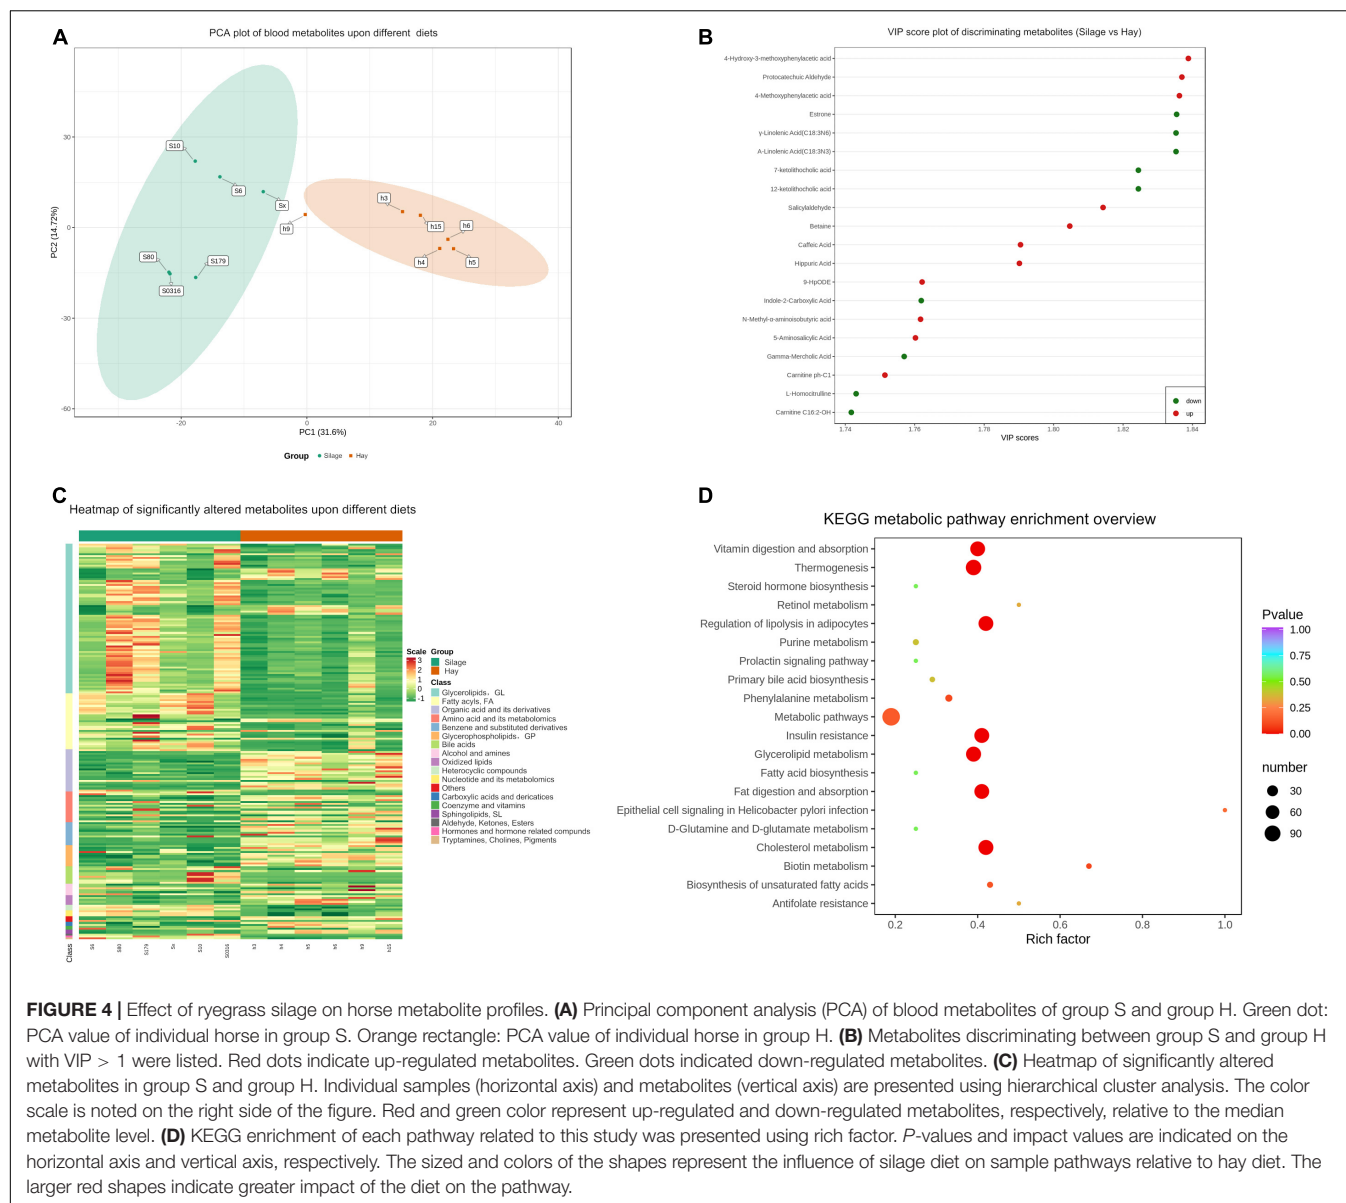 A
PCA plot of blood metabolites upon different diets
PC2 (14.72%)
30
0
-30
-60
S10
S6
Sx
h9
S80
S179
S0316
h3
h15
h6
h4
h5
-20
0
20
40
PC1 (31.6%)
Group Silage Hay
B
VIP score plot of discriminating metabolites (Silage vs Hay)
4-Hydroxy-3-methoxyphenylacetic acid
Protocatechuic Aldehyde
4-Methoxyphenylacetic acid
Estrone
γ-Linolenic Acid(C18:3N6)
A-Linolenic Acid(C18:3N3)
7-ketolithocholic acid
12-ketolithocholic acid
Salicylaldehyde
Betaine
Caffeic Acid
Hippuric Acid
9-HpODE
Indole-2-Carboxylic Acid
N-Methyl-α-aminoisobutyric acid
5-Aminosalicylic Acid
Gamma-Mercholic Acid
Carnitine ph-C1
L-Homocitrulline
Carnitine C16:2-OH
down
up
1.74
1.76
1.78
1.80
1.82
1.84
VIP scores
C
Heatmap of significantly altered metabolites upon different diets
Class
S6
S80
S179
Sx
S10
S0316
h3
h4
h5
h6
h9
h15
Scale
3
2
1
0
-1
Group
Silage
Hay
Class
Glycerolipids, GL
Fatty acyls, FA
Organic acid and its derivatives
Amino acid and its metabolomics
Benzene and substituted derivatives
Glycerophospholipids, GP
Bile acids
Alcohol and amines
Oxidized lipids
Heterocyclic compounds
Nucleotide and its metabolomics
Others
Carboxylic acids and dericatices
Coenzyme and vitamins
Sphingolipids, SL
Aldehyde, Ketones, Esters
Hormones and hormone related compunds
Tryptamines, Cholines, Pigments
D
KEGG metabolic pathway enrichment overview
Vitamin digestion and absorption
Thermogenesis
Steroid hormone biosynthesis
Retinol metabolism
Regulation of lipolysis in adipocytes
Purine metabolism
Prolactin signaling pathway
Primary bile acid biosynthesis
Phenylalanine metabolism
Metabolic pathways
Insulin resistance
Glycerolipid metabolism
Fatty acid biosynthesis
Fat digestion and absorption
Epithelial cell signaling in Helicobacter pylori infection
D-Glutamine and D-glutamate metabolism
Cholesterol metabolism
Biotin metabolism
Biosynthesis of unsaturated fatty acids
Antifolate resistance
0.2
0.4
0.6
0.8
1.0
Rich factor
Pvalue
1.00
0.75
0.50
0.25
0.00
number
30
60
90
FIGURE 4 | Effect of ryegrass silage on horse metabolite profiles. (A) Principal component analysis (PCA) of blood metabolites of group S and group H. Green dot:
PCA value of individual horse in group S. Orange rectangle: PCA value of individual horse in group H. (B) Metabolites discriminating between group S and group H
with VIP > 1 were listed. Red dots indicate up-regulated metabolites. Green dots indicated down-regulated metabolites. (C) Heatmap of significantly altered
metabolites in group S and group H. Individual samples (horizontal axis) and metabolites (vertical axis) are presented using hierarchical cluster analysis. The color
scale is noted on the right side of the figure. Red and green color represent up-regulated and down-regulated metabolites, respectively, relative to the median
metabolite level. (D) KEGG enrichment of each pathway related to this study was presented using rich factor. P-values and impact values are indicated on the
horizontal axis and vertical axis, respectively. The sized and colors of the shapes represent the influence of silage diet on sample pathways relative to hay diet. The
larger red shapes indicate greater impact of the diet on the pathway.